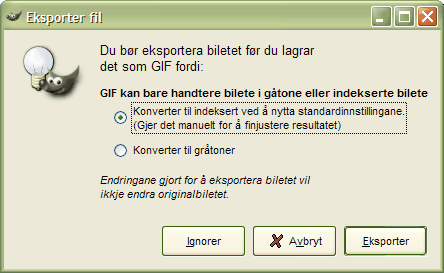 Eksporter fil
Du bør eksportera biletet før du lagrar
det som GIF fordi:
GIF kan bare handtere bilete i gåtone eller indekserte bilete
Konverter til indeksert ved å nytta standardinnstillingane.
(Gjer det manuelt for å finjustere resultatet)
Konverter til gråtoner
Endringane gjort for å eksportera biletet vil
ikkje endra originalbiletet.
Ignorer
Avbryt
Eksporter